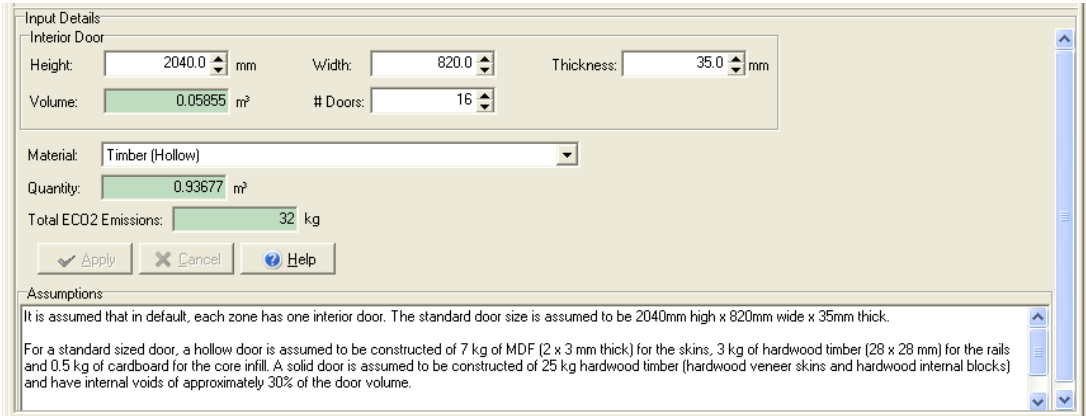 Input Details
Interior Door
Height: 2040.0 mm Width: 820.0 Thickness: 35.0 mm
Volume: 0.05855 m³ # Doors: 16
Material: Timber (Hollow)
Quantity: 0.93677 m³
Total ECO2 Emissions: 32 kg
Apply Cancel Help
Assumptions
It is assumed that in default, each zone has one interior door. The standard door size is assumed to be 2040mm high x 820mm wide x 35mm thick.
For a standard sized door, a hollow door is assumed to be constructed of 7 kg of MDF (2 x 3 mm thick) for the skins, 3 kg of hardwood timber (28 x 28 mm) for the rails
and 0.5 kg of cardboard for the core infill. A solid door is assumed to be constructed of 25 kg hardwood timber (hardwood veneer skins and hardwood internal blocks)
and have internal voids of approximately 30% of the door volume.